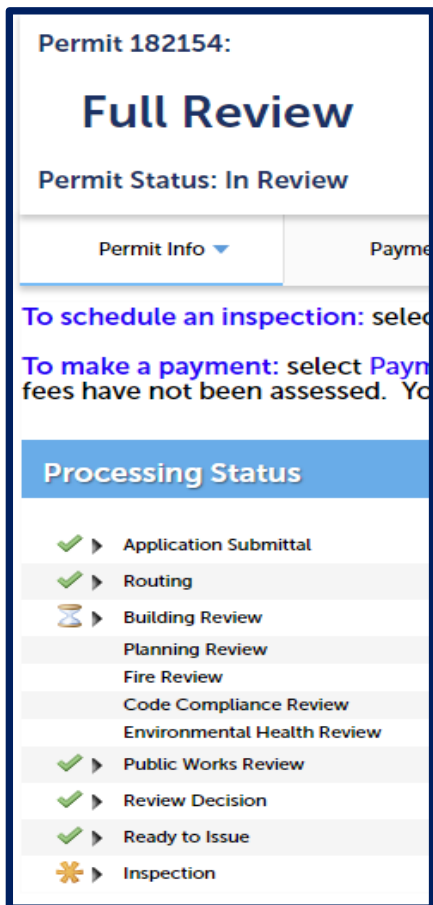 Permit 182154:
Full Review
Permit Status: In Review
Permit Info
To schedule an inspection:
To make a payment: select
fees have not been assessed.
Processing Status
Application Submittal
Routing
Building Review
Planning Review
Fire Review
Code Compliance Review
Environmental Health Review
Public Works Review
Review Decision
Ready to Issue
Inspection